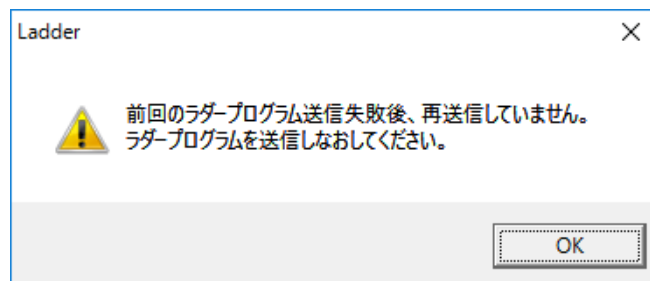 Ladder
前回のラダープログラム送信失敗後、再送信していません。
ラダープログラムを送信しなおしてください。
OK